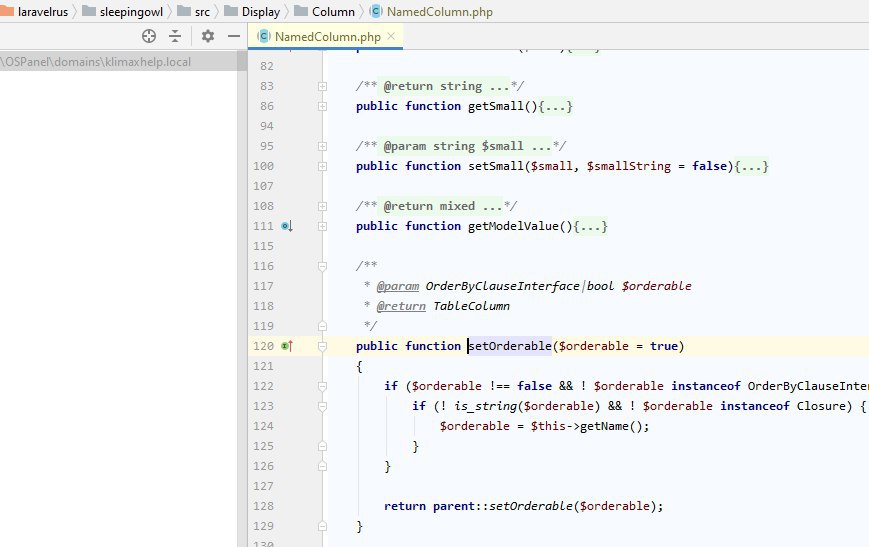 laravelrus > sleepingowl > src > Display > Column > NamedColumn.php
NamedColumn.php ×
\OSPanel\domains\klimaxhelp.local
82
83 /** @return string ...*/
86 public function getSmall(){...}
94
95 /** @param string $small ...*/
100 public function setSmall($small, $smallString = false){...}
107
108 /** @return mixed ...*/
111 public function getModelValue(){...}
115
116 /**
117 * @param OrderByClauseInterface|bool $orderable
118 * @return TableColumn
119 */
120 public function setOrderable($orderable = true)
121 {
122 if ($orderable !== false && ! $orderable instanceof OrderByClauseInte
123 if (! is_string($orderable) && ! $orderable instanceof Closure) {
124 $orderable = $this->getName();
125 }
126 }
127
128 return parent::setOrderable($orderable);
129 }
130